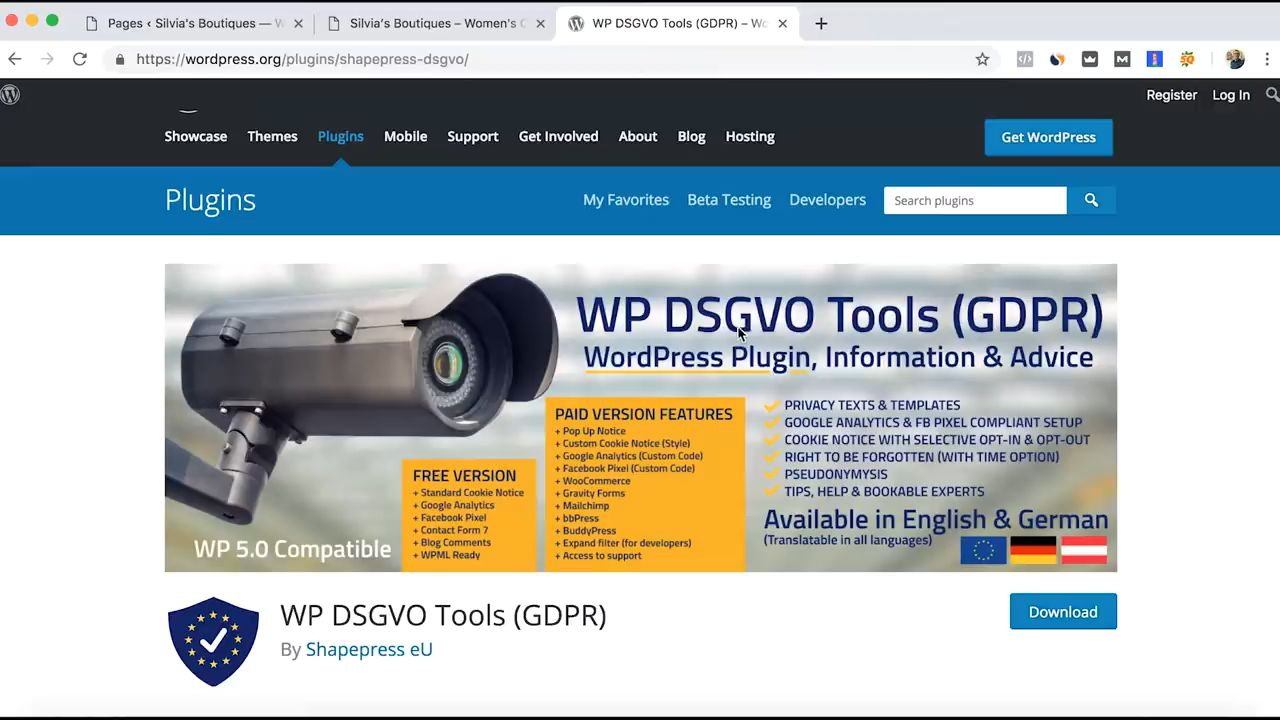 Pages ‹ Silvia's Boutiques — W
Silvia's Boutiques – Women's C
WP DSGVO Tools (GDPR) – Wo
https://wordpress.org/plugins/shapepress-dsgvo/
Register
Log In
Showcase
Themes
Plugins
Mobile
Support
Get Involved
About
Blog
Hosting
Get WordPress
Plugins
My Favorites
Beta Testing
Developers
Search plugins
WP DSGVO Tools (GDPR)
WordPress Plugin, Information & Advice
FREE VERSION
+ Standard Cookie Notice
+ Google Analytics
+ Facebook Pixel
+ Contact Form 7
+ Blog Comments
+ WPML Ready
PAID VERSION FEATURES
+ Pop Up Notice
+ Custom Cookie Notice (Style)
+ Google Analytics (Custom Code)
+ Facebook Pixel (Custom Code)
+ WooCommerce
+ Gravity Forms
+ Mailchimp
+ bbPress
+ BuddyPress
+ Expand filter (for developers)
+ Access to support
PRIVACY TEXTS & TEMPLATES
GOOGLE ANALYTICS & FB PIXEL COMPLIANT SETUP
COOKIE NOTICE WITH SELECTIVE OPT-IN & OPT-OUT
RIGHT TO BE FORGOTTEN (WITH TIME OPTION)
PSEUDONYMYSIS
TIPS, HELP & BOOKABLE EXPERTS
Available in English & German
(Translatable in all languages)
WP 5.0 Compatible
WP DSGVO Tools (GDPR)
By Shapepress eU
Download